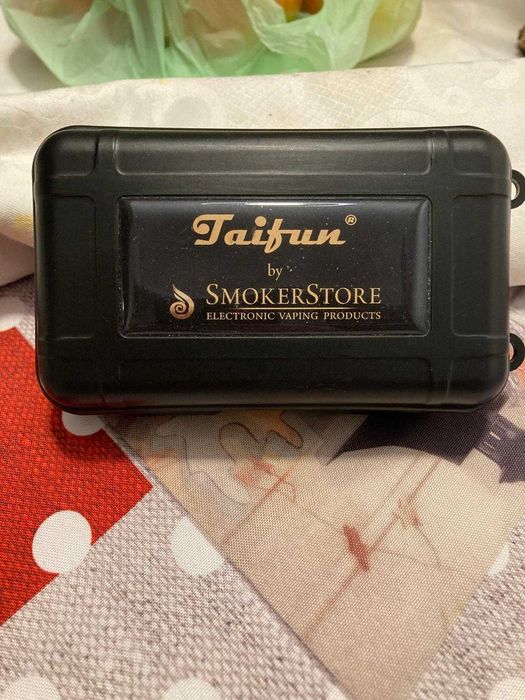 Taifun®
by
SMOKERSTORE
ELECTRONIC VAPING PRODUCTS